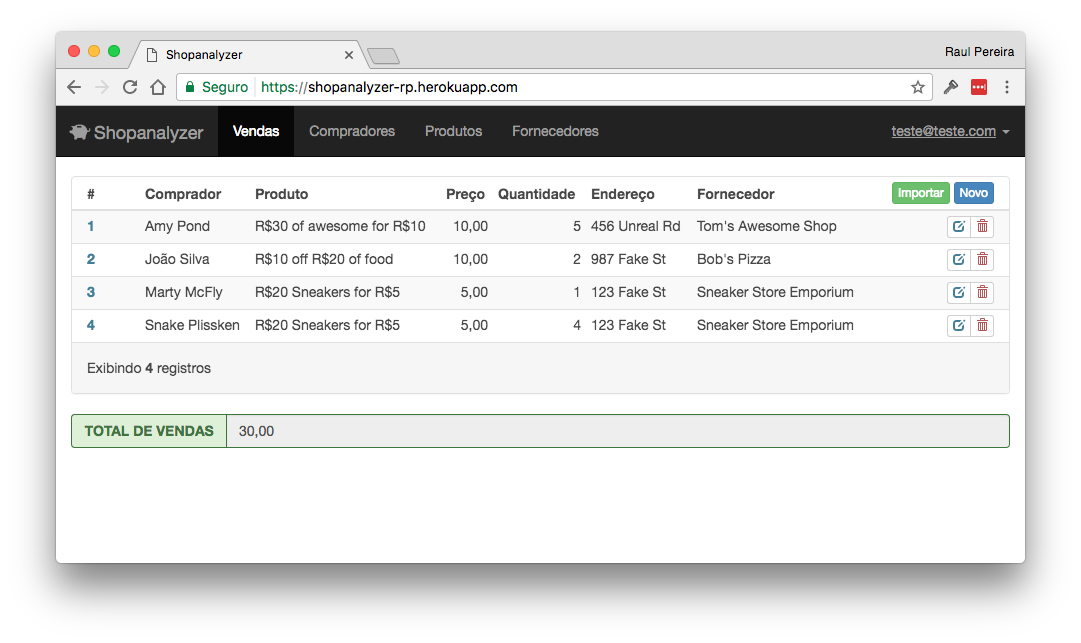 Shopanalyzer
Raul Pereira
Seguro https://shopanalyzer-rp.herokuapp.com
Shopanalyzer Vendas Compradores Produtos Fornecedores teste@teste.com
# Comprador Produto Preço Quantidade Endereço Fornecedor Importar Novo
1 Amy Pond R$30 of awesome for R$10 10,00 5 456 Unreal Rd Tom's Awesome Shop
2 João Silva R$10 off R$20 of food 10,00 2 987 Fake St Bob's Pizza
3 Marty McFly R$20 Sneakers for R$5 5,00 1 123 Fake St Sneaker Store Emporium
4 Snake Plissken R$20 Sneakers for R$5 5,00 4 123 Fake St Sneaker Store Emporium
Exibindo 4 registros
TOTAL DE VENDAS 30,00